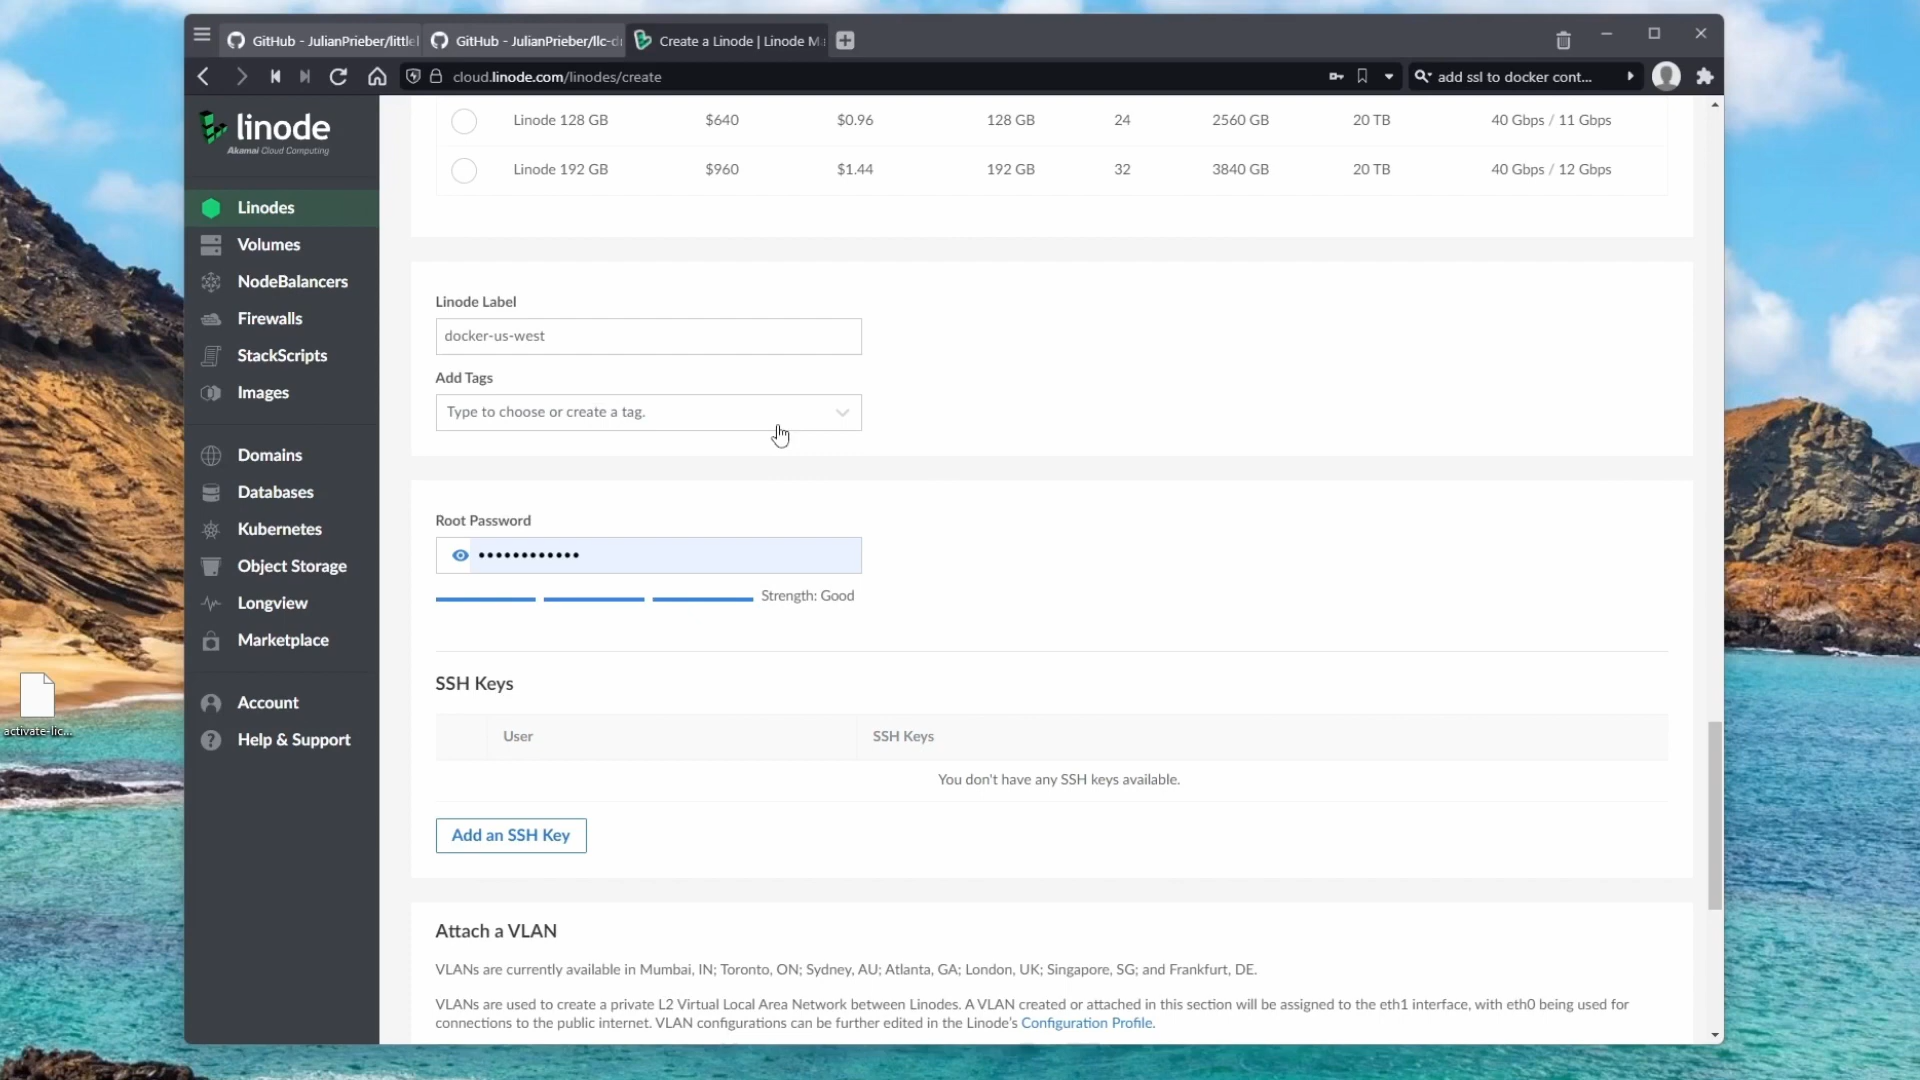 GitHub - JulianPrieber/littlel
GitHub - JulianPrieber/llc-d
Create a Linode | Linode M
cloud.linode.com/linodes/create
add ssl to docker cont...
linode
Akamai Cloud Computing
Linodes
Volumes
NodeBalancers
Firewalls
StackScripts
Images
Domains
Databases
Kubernetes
Object Storage
Longview
Marketplace
Account
Help & Support
activate-lic...
Linode 128 GB $640 $0.96 128 GB 24 2560 GB 20 TB 40 Gbps / 11 Gbps
Linode 192 GB $960 $1.44 192 GB 32 3840 GB 20 TB 40 Gbps / 12 Gbps
Linode Label
docker-us-west
Add Tags
Type to choose or create a tag.
Root Password
••••••••••••
Strength: Good
SSH Keys
User SSH Keys
You don't have any SSH keys available.
Add an SSH Key
Attach a VLAN
VLANs are currently available in Mumbai, IN; Toronto, ON; Sydney, AU; Atlanta, GA; London, UK; Singapore, SG; and Frankfurt, DE.
VLANs are used to create a private L2 Virtual Local Area Network between Linodes. A VLAN created or attached in this section will be assigned to the eth1 interface, with eth0 being used for
connections to the public internet. VLAN configurations can be further edited in the Linode's Configuration Profile.